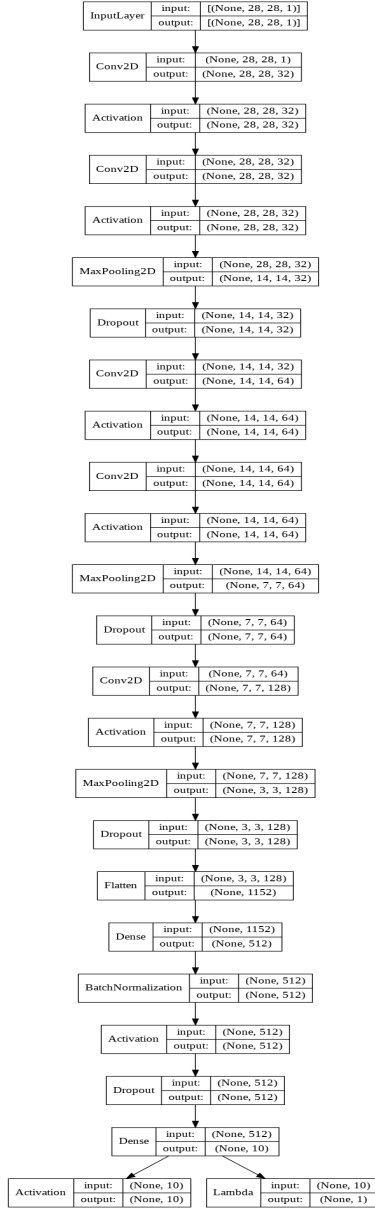 InputLayer input: [(None, 28, 28, 1)]
output: [(None, 28, 28, 1)]
Conv2D input: (None, 28, 28, 1)
output: (None, 28, 28, 32)
Activation input: (None, 28, 28, 32)
output: (None, 28, 28, 32)
Conv2D input: (None, 28, 28, 32)
output: (None, 28, 28, 32)
Activation input: (None, 28, 28, 32)
output: (None, 28, 28, 32)
MaxPooling2D input: (None, 28, 28, 32)
output: (None, 14, 14, 32)
Dropout input: (None, 14, 14, 32)
output: (None, 14, 14, 32)
Conv2D input: (None, 14, 14, 32)
output: (None, 14, 14, 64)
Activation input: (None, 14, 14, 64)
output: (None, 14, 14, 64)
Conv2D input: (None, 14, 14, 64)
output: (None, 14, 14, 64)
Activation input: (None, 14, 14, 64)
output: (None, 14, 14, 64)
MaxPooling2D input: (None, 14, 14, 64)
output: (None, 7, 7, 64)
Dropout input: (None, 7, 7, 64)
output: (None, 7, 7, 64)
Conv2D input: (None, 7, 7, 64)
output: (None, 7, 7, 128)
Activation input: (None, 7, 7, 128)
output: (None, 7, 7, 128)
MaxPooling2D input: (None, 7, 7, 128)
output: (None, 3, 3, 128)
Dropout input: (None, 3, 3, 128)
output: (None, 3, 3, 128)
Flatten input: (None, 3, 3, 128)
output: (None, 1152)
Dense input: (None, 1152)
output: (None, 512)
BatchNormalization input: (None, 512)
output: (None, 512)
Activation input: (None, 512)
output: (None, 512)
Dropout input: (None, 512)
output: (None, 512)
Dense input: (None, 512)
output: (None, 10)
Activation input: (None, 10)
output: (None, 10)
Lambda input: (None, 10)
output: (None, 1)